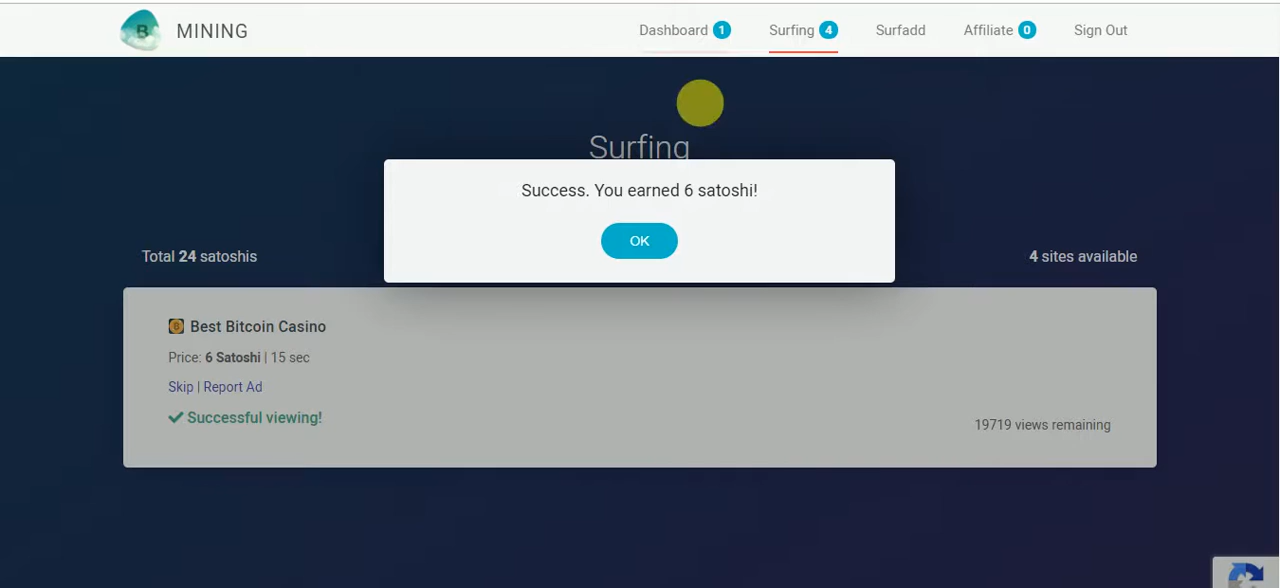 B MINING
Dashboard 1 Surfing 4 Surfadd Affiliate 0 Sign Out
Surfing
Success. You earned 6 satoshi!
OK
Total 24 satoshis
4 sites available
Best Bitcoin Casino
Price: 6 Satoshi | 15 sec
Skip | Report Ad
Successful viewing!
19719 views remaining